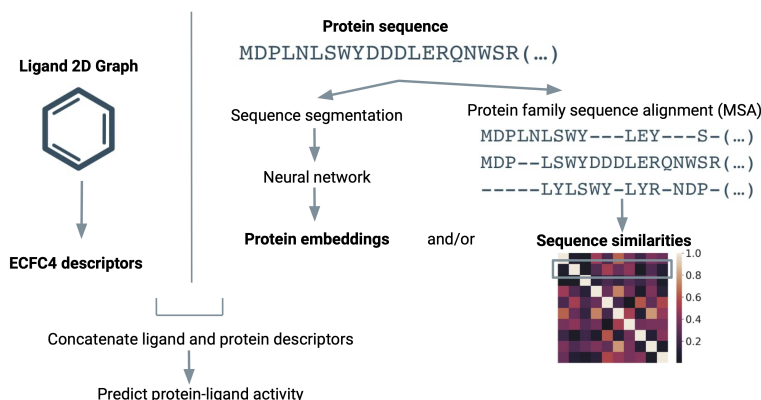 Protein sequence
MDPLNLSWYDDDLERQNWSR(...)
Ligand 2D Graph
Sequence segmentation
Protein family sequence alignment (MSA)
MDPLNLSWY---LEY---S-(...)
Neural network
MDP--LSWYDDDLERQNWSR(...)
-----LYLSWY-LYR-NDP-(...)
Protein embeddings
and/or
Sequence similarities
ECFC4 descriptors
1.0
0.8
0.6
0.4
0.2
Concatenate ligand and protein descriptors
Predict protein-ligand activity